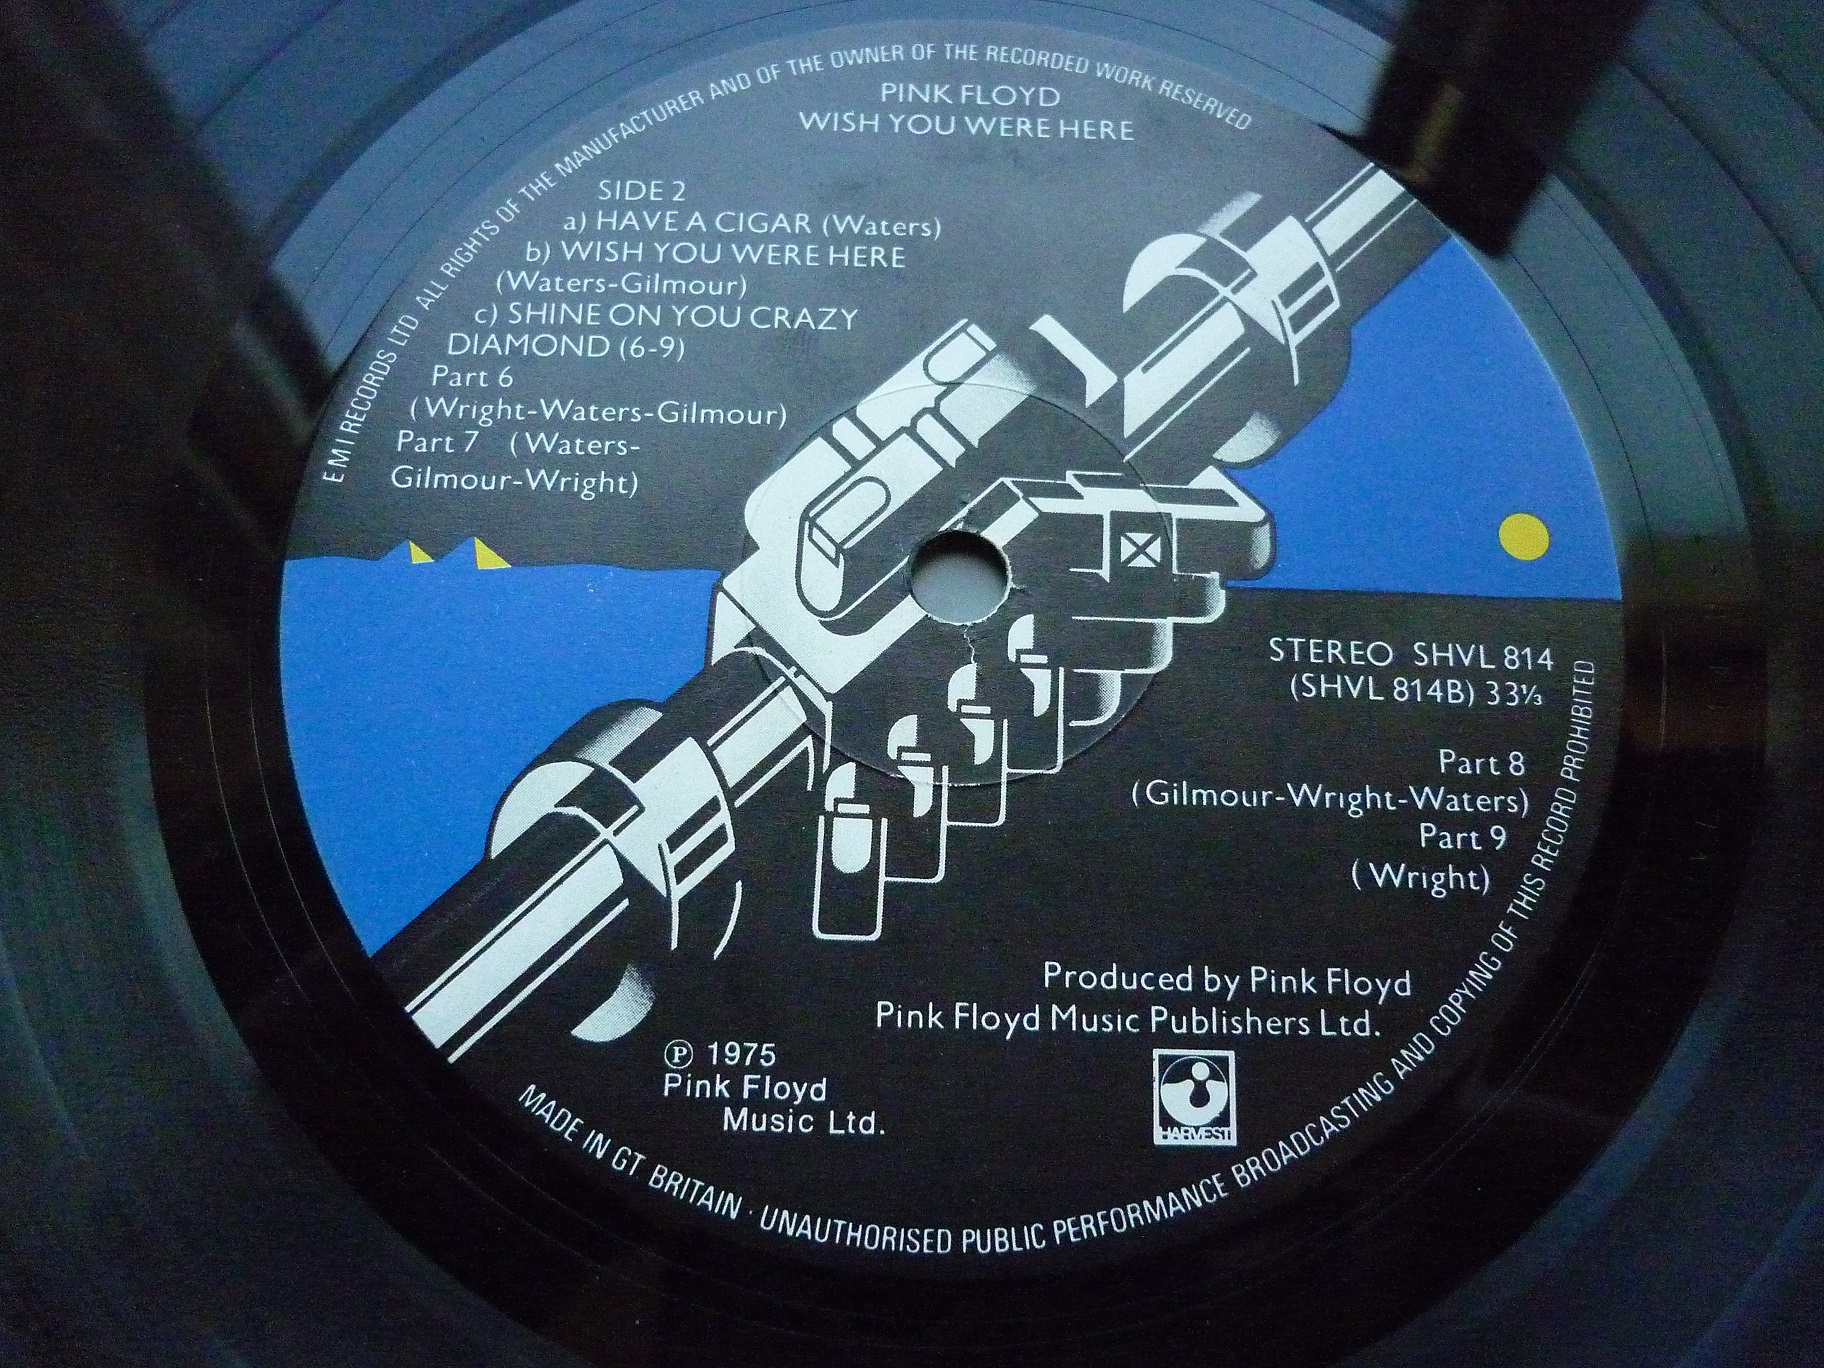 E M I RECORDS LTD ALL RIGHTS OF THE MANUFACTURER AND OF THE OWNER OF THE RECORDED WORK RESERVED
PINK FLOYD
WISH YOU WERE HERE
SIDE 2
a) HAVE A CIGAR (Waters)
b) WISH YOU WERE HERE
(Waters-Gilmour)
c) SHINE ON YOU CRAZY
DIAMOND (6-9)
Part 6
(Wright-Waters-Gilmour)
Part 7 (Waters-
Gilmour-Wright)
STEREO SHVL 814
(SHVL 814B) 33⅓
Part 8
(Gilmour-Wright-Waters)
Part 9
(Wright)
Produced by Pink Floyd
Pink Floyd Music Publishers Ltd.
℗ 1975
Pink Floyd
Music Ltd.
HARVEST
MADE IN GT BRITAIN · UNAUTHORISED PUBLIC PERFORMANCE BROADCASTING AND COPYING OF THIS RECORD PROHIBITED